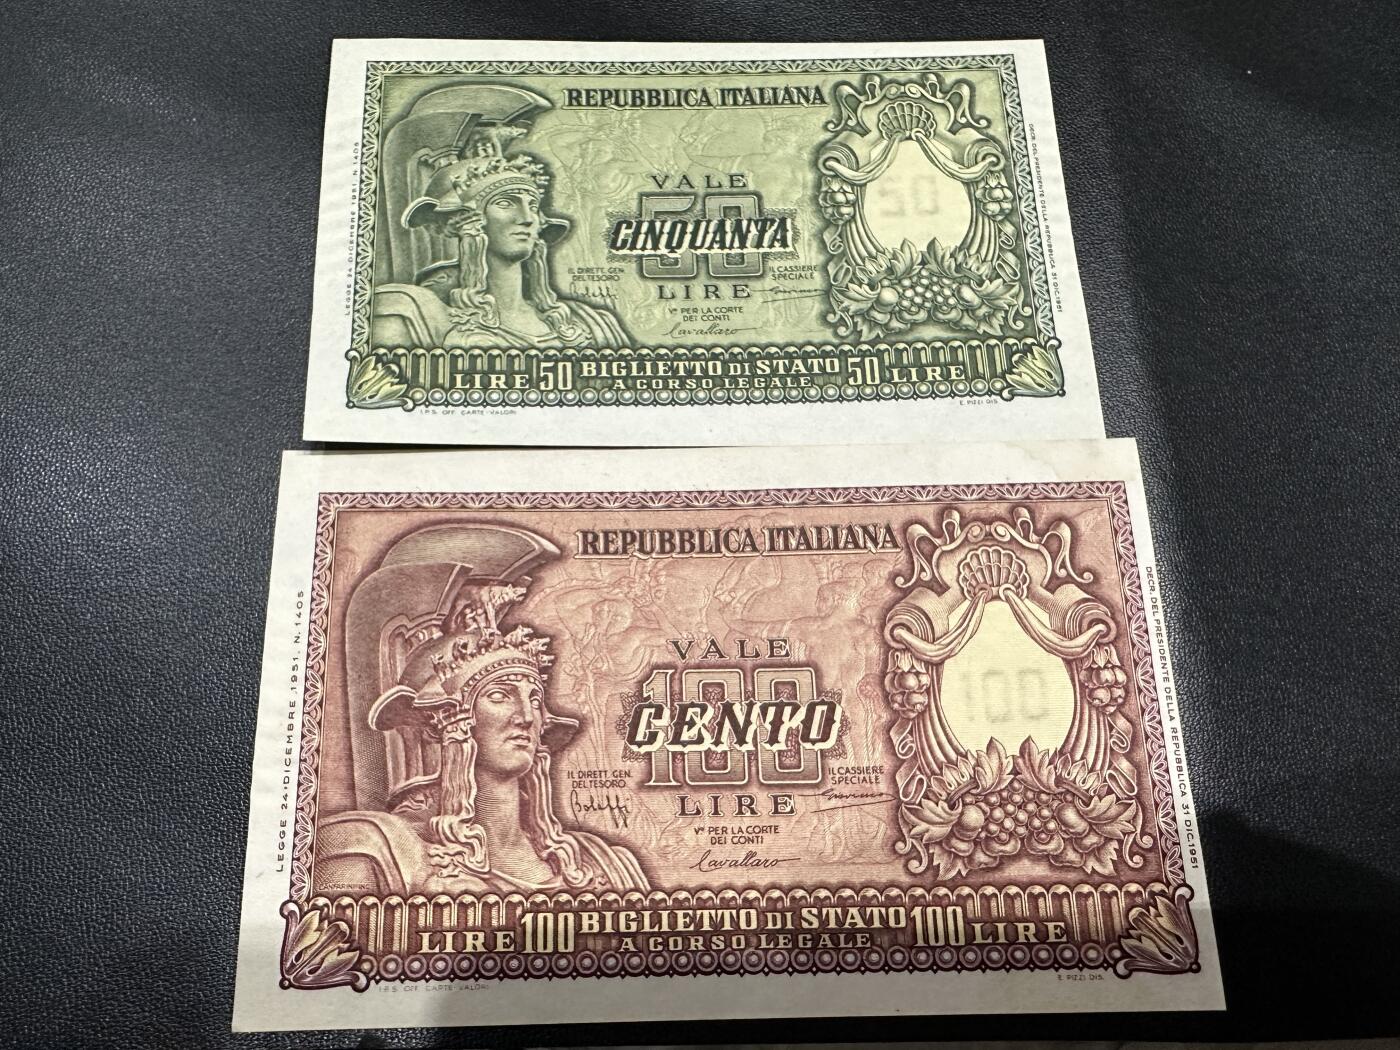 REPUBBLICA ITALIANA
VALE
50
CINQUANTA
IL DIRETT. GEN.
DEL TESORO
IL CASSIERE
SPECIALE
LIRE
Vº PER LA CORTE
DEI CONTI
Cavallaro
LIRE 50 BIGLIETTO DI STATO 50 LIRE
A CORSO LEGALE
I.P.S. OFF. CARTE-VALORI
E. PIZZI DIS.
LEGGE 24 DICEMBRE 1951. N. 1405
DECR. DEL PRESIDENTE DELLA REPUBBLICA 31 DIC. 1951
50
REPUBBLICA ITALIANA
VALE
100
CENTO
IL DIRETT. GEN.
DEL TESORO
Bolaffi
IL CASSIERE
SPECIALE
LIRE
Vº PER LA CORTE
DEI CONTI
Cavallaro
LIRE 100 BIGLIETTO DI STATO 100 LIRE
A CORSO LEGALE
I.P.S. OFF. CARTE-VALORI
E. PIZZI DIS.
LEGGE 24 DICEMBRE 1951. N. 1405
DECR. DEL PRESIDENTE DELLA REPUBBLICA 31 DIC. 1951
100